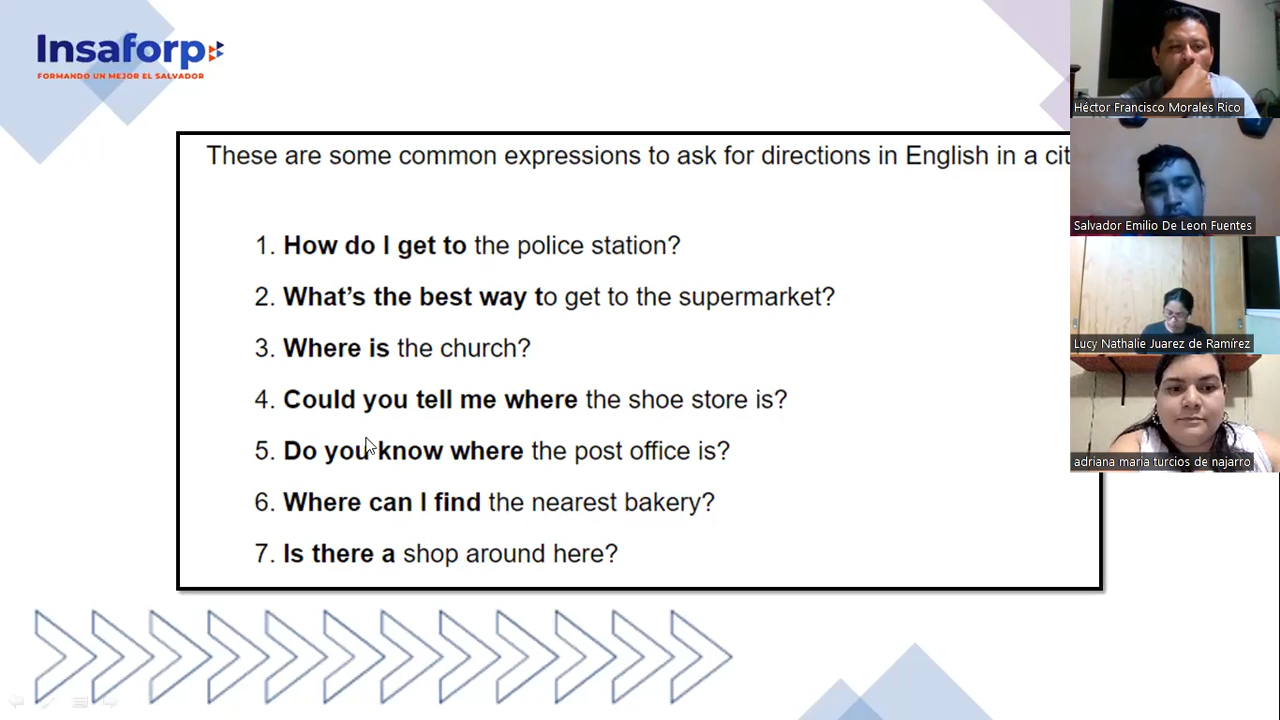 Insaforp
FORMANDO UN MEJOR EL SALVADOR
These are some common expressions to ask for directions in English in a cit
1. How do I get to the police station?
2. What's the best way to get to the supermarket?
3. Where is the church?
4. Could you tell me where the shoe store is?
5. Do you know where the post office is?
6. Where can I find the nearest bakery?
7. Is there a shop around here?
Héctor Francisco Morales Rico
Salvador Emilio De Leon Fuentes
Lucy Nathalie Juarez de Ramírez
adriana maria turcios de najarro